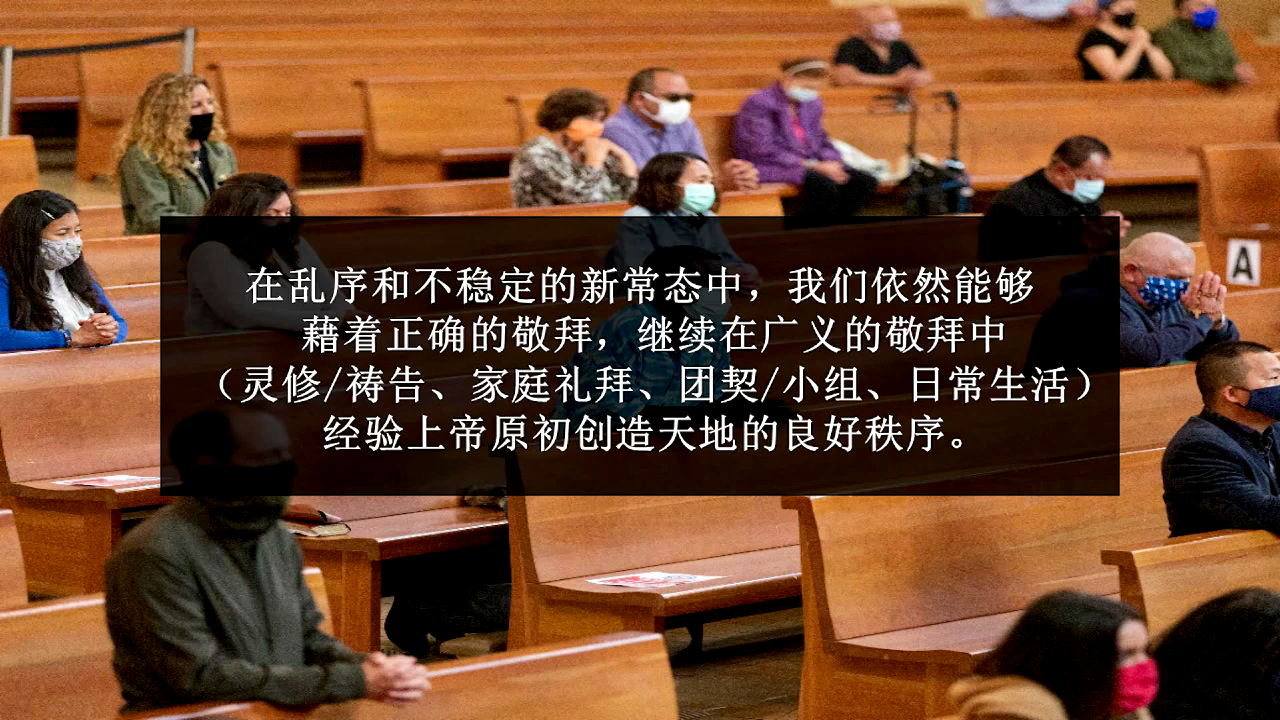 在乱序和不稳定的新常态中，我们依然能够
藉着正确的敬拜，继续在广义的敬拜中
（灵修/祷告、家庭礼拜、团契/小组、日常生活）
经验上帝原初创造天地的良好秩序。
A